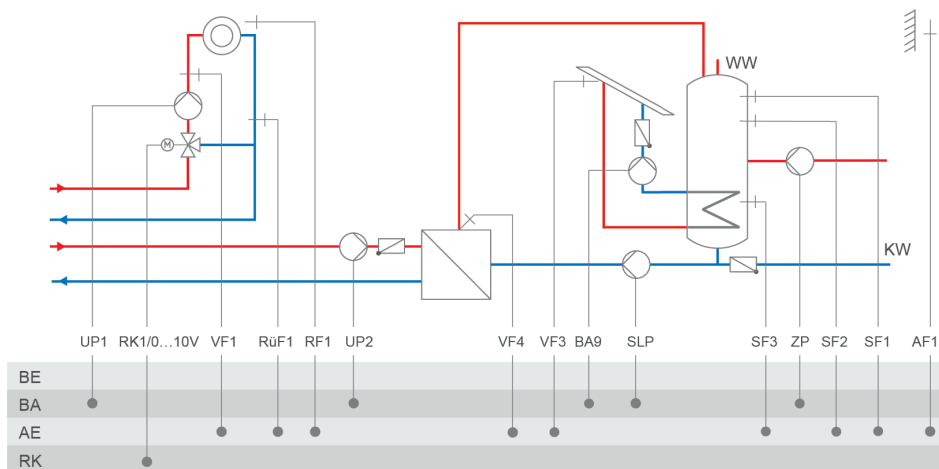 WW
M
KW
UP1 RK1/0...10V VF1 RüF1 RF1 UP2 VF4 VF3 BA9 SLP SF3 ZP SF2 SF1 AF1
BE
BA
AE
RK